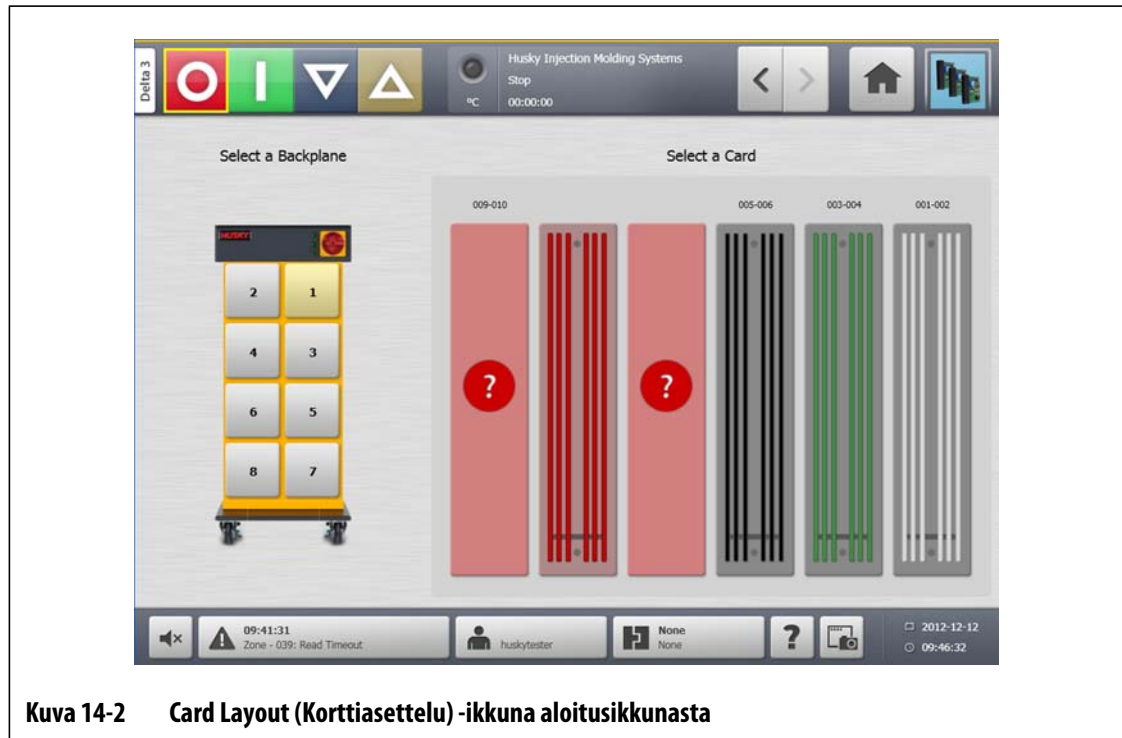 Delta 3
Husky Injection Molding Systems
Stop
°C 00:00:00
Select a Backplane
Select a Card
009-010 005-006 003-004 001-002
HUSKY
2 1
4 3
6 5
8 7
? ?
09:41:31
Zone - 039: Read Timeout
huskytester
None
None
?
2012-12-12
09:46:32
Kuva 14-2 Card Layout (Korttiasettelu) -ikkuna aloitusikkunasta